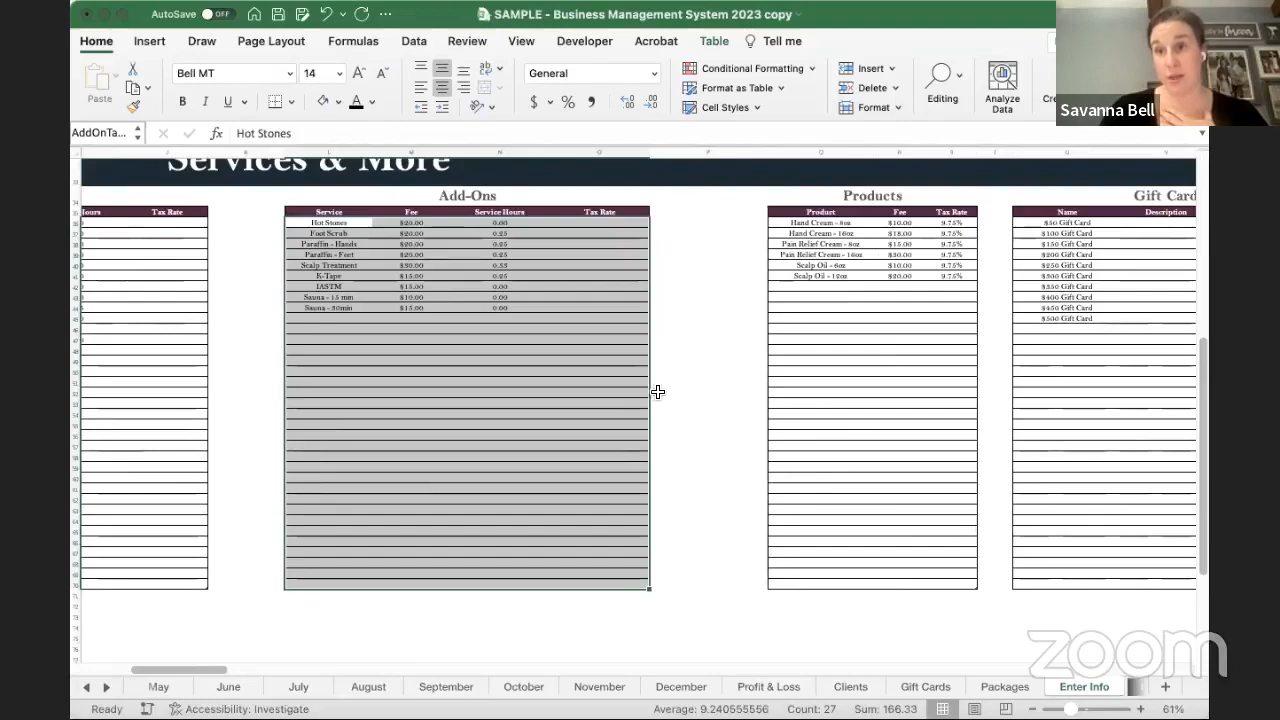 AutoSave OFF SAMPLE - Business Management System 2023 copy
Home Insert Draw Page Layout Formulas Data Review View Developer Acrobat Table Tell me
Paste Bell MT 14 General Conditional Formatting Format as Table Cell Styles Insert Delete Format Editing Analyze Data
Savanna Bell
AddOnTa... fx Hot Stones
Services & More
Add-Ons Products Gift Card
Tax Rate Service Fee Service Hours Tax Rate Product Fee Tax Rate Name Description
Hot Stones $20.00 0.00 Hand Cream - 8oz $10.00 9.75% $50 Gift Card
Foot Scrub $20.00 0.25 Hand Cream - 16oz $18.00 9.75% $100 Gift Card
Paraffin - Hands $20.00 0.25 Pain Relief Cream - 8oz $15.00 9.75% $150 Gift Card
Paraffin - Feet $20.00 0.25 Pain Relief Cream - 16oz $30.00 9.75% $200 Gift Card
Scalp Treatment $30.00 Scalp Oil - 6oz $10.00 9.75% $250 Gift Card
K-Tape $15.00 0.25 Scalp Oil - 12oz $20.00 9.75% $300 Gift Card
IASTM $15.00 0.00 $350 Gift Card
Sauna - 15 min $10.00 0.00 $400 Gift Card
Sauna - 30min $15.00 0.00 $450 Gift Card
$500 Gift Card
zoom
May June July August September October November December Profit & Loss Clients Gift Cards Packages Enter Info
Ready Accessibility: Investigate Average: 9.240555556 Count: 27 Sum: 166.33 61%